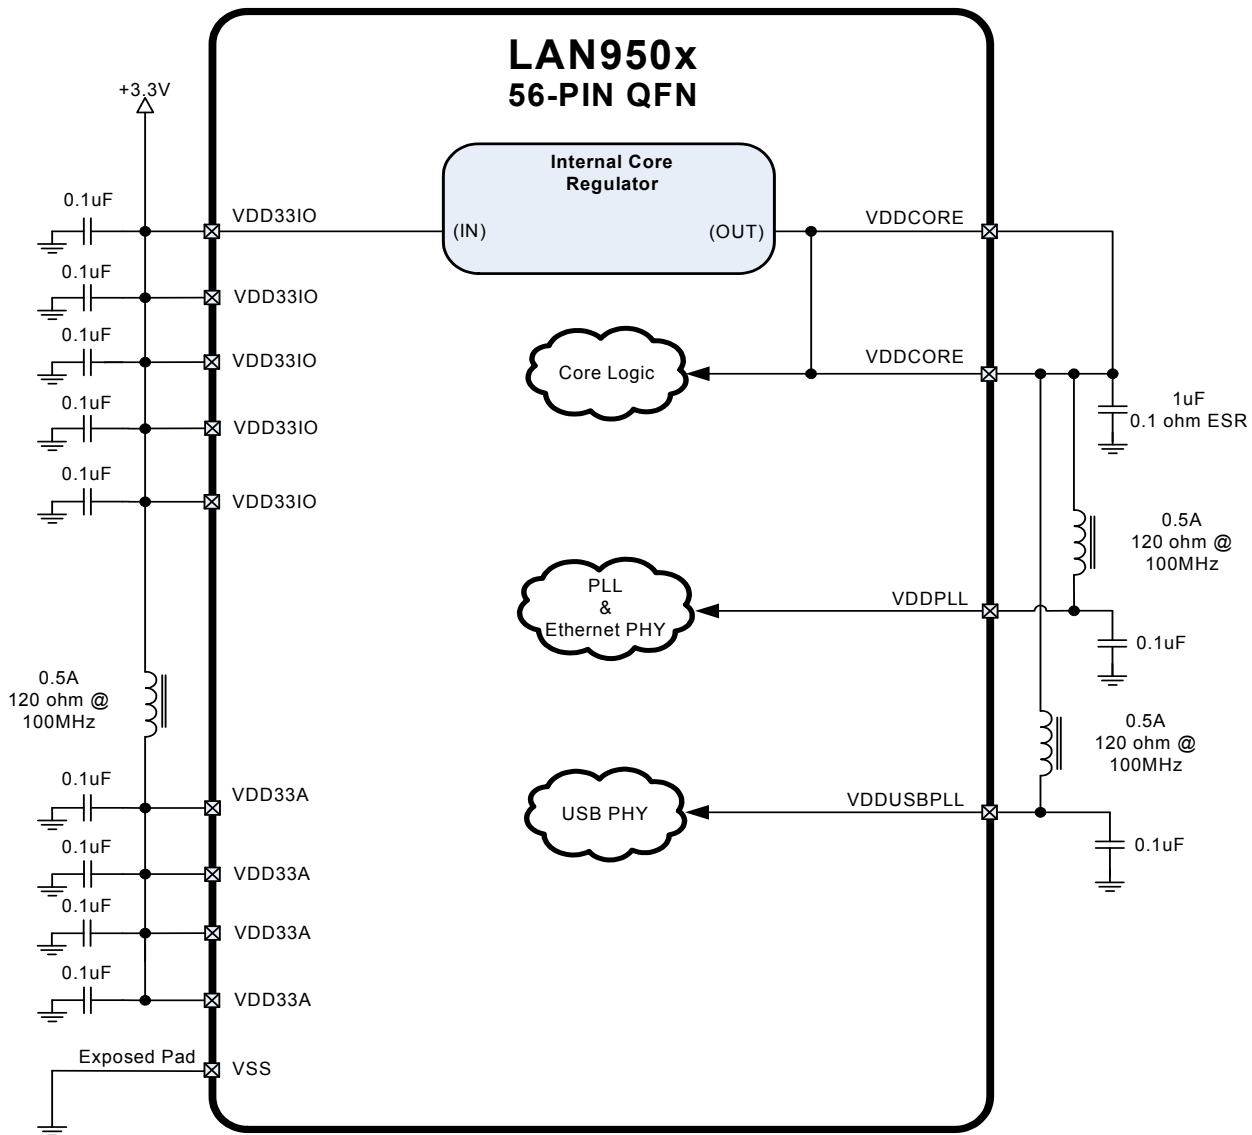 LAN950x
56-PIN QFN
+3.3V
Internal Core
Regulator
(IN)
(OUT)
0.1uF
VDD33IO
VDDCORE
0.1uF
VDD33IO
0.1uF
VDD33IO
Core Logic
VDDCORE
1uF
0.1 ohm ESR
0.1uF
VDD33IO
0.1uF
VDD33IO
0.5A
120 ohm @
100MHz
PLL
&
Ethernet PHY
VDDPLL
0.1uF
0.5A
120 ohm @
100MHz
0.5A
120 ohm @
100MHz
0.1uF
VDD33A
USB PHY
VDDUSBPLL
0.1uF
0.1uF
VDD33A
0.1uF
VDD33A
0.1uF
VDD33A
Exposed Pad
VSS